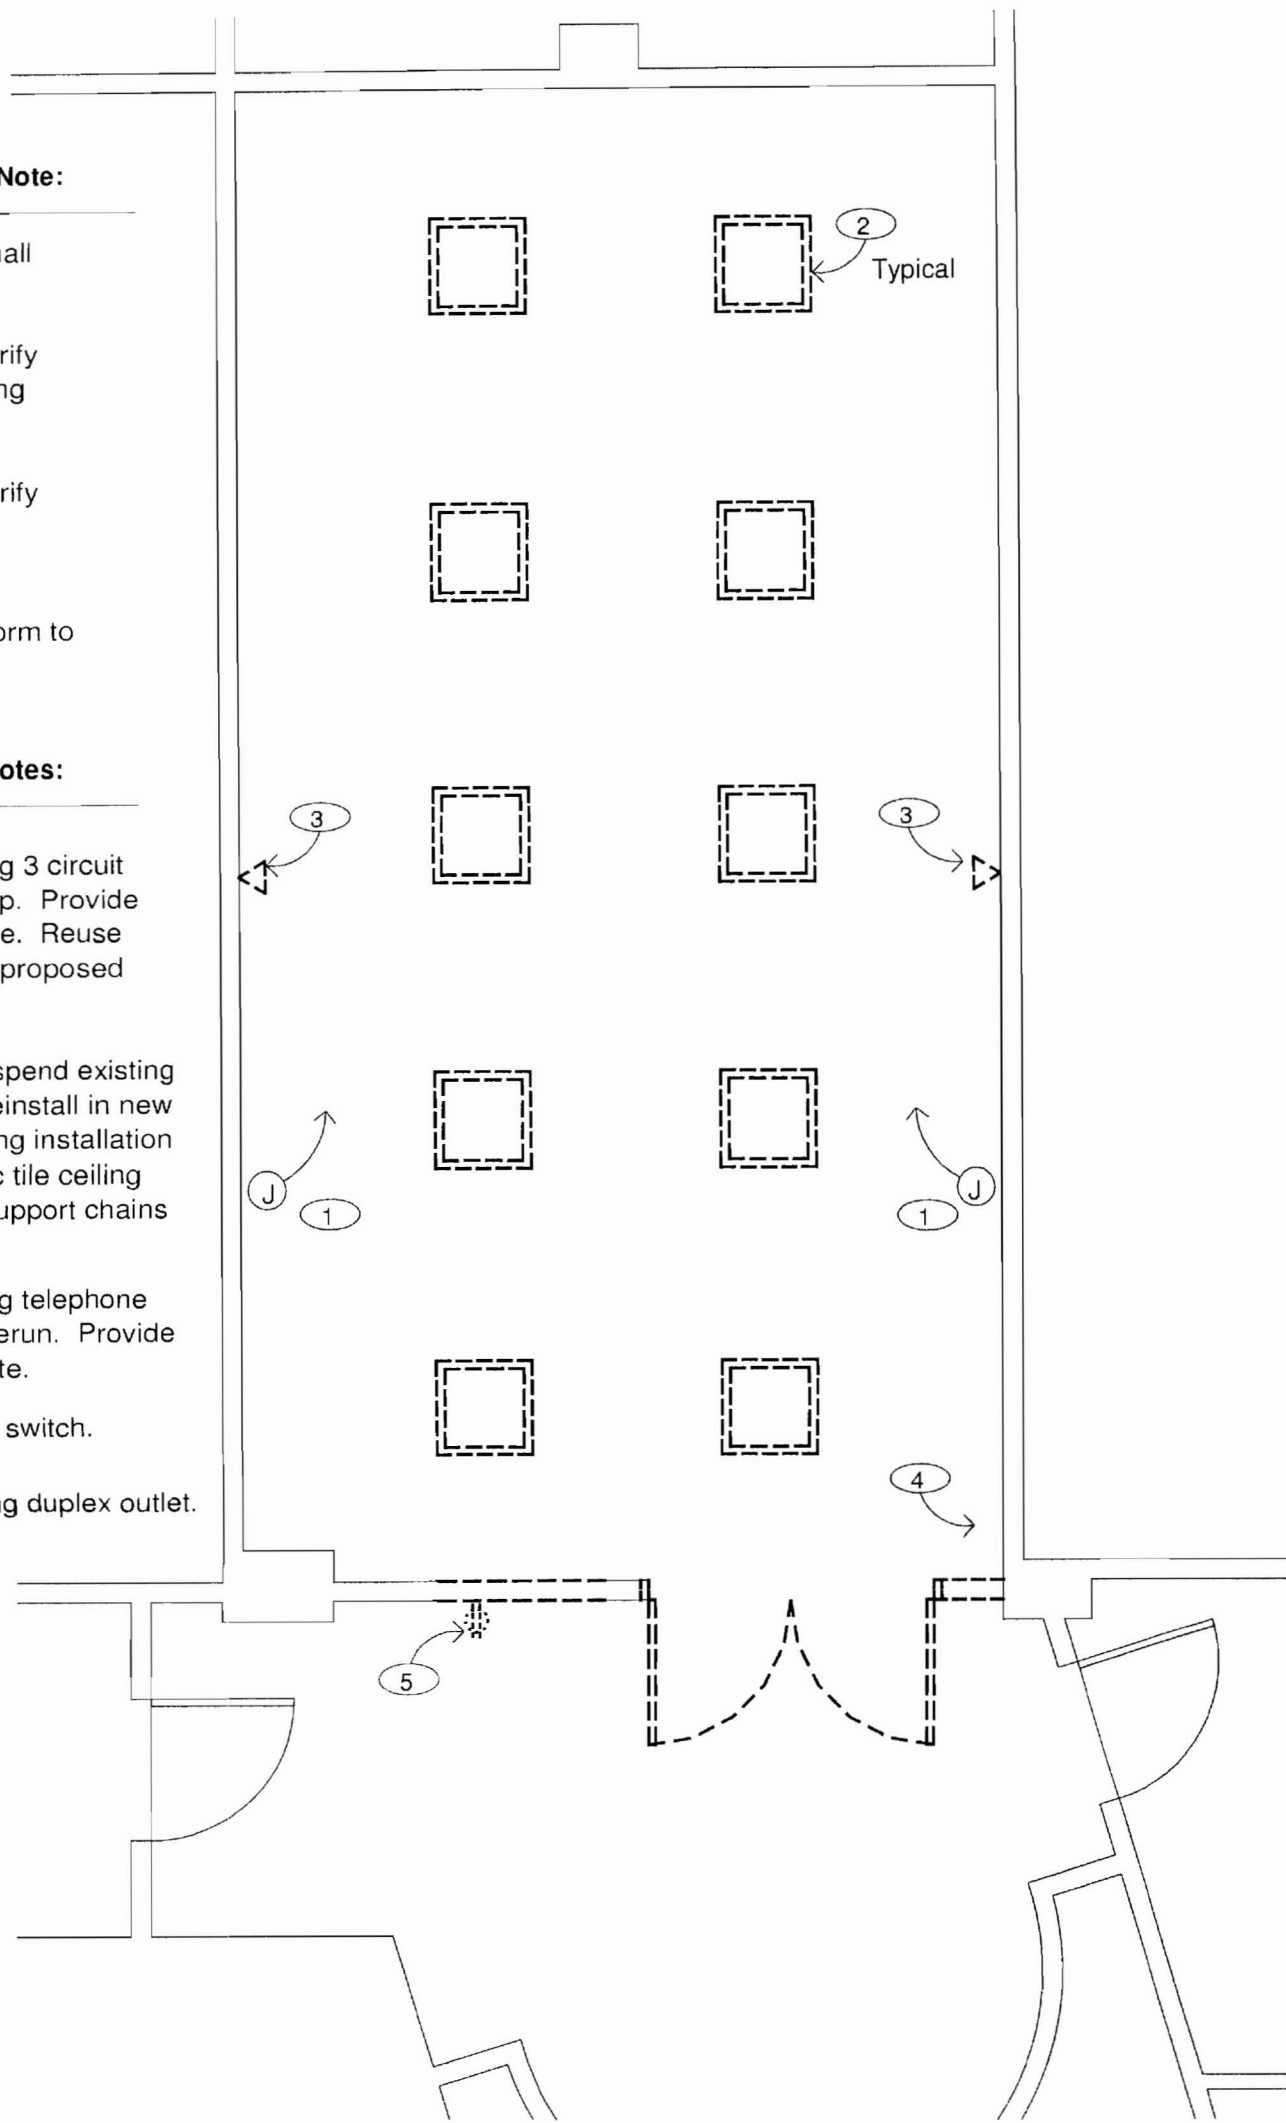 Note:
all
rify
ng
rify
orm to
otes:
g 3 circuit
p. Provide
e. Reuse
proposed
spend existing
einstall in new
ng installation
c tile ceiling
upport chains
g telephone
erun. Provide
te.
switch.
ng duplex outlet.
2
Typical
3
3
J
1
J
1
4
5